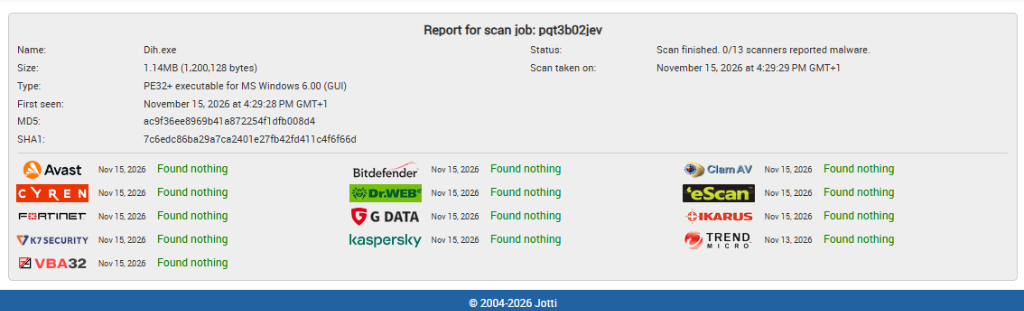 Report for scan job: pqt3b02jev
Name: Dih.exe Status: Scan finished. 0/13 scanners reported malware.
Size: 1.14MB (1,200,128 bytes) Scan taken on: November 15, 2026 at 4:29:29 PM GMT+1
Type: PE32+ executable for MS Windows 6.00 (GUI)
First seen: November 15, 2026 at 4:29:28 PM GMT+1
MD5: ac9f36ee8969b41a872254f1dfb008d4
SHA1: 7c6edc86ba29a7ca2401e27fb42fd411c4f6f66d
Avast Nov 15, 2026 Found nothing Bitdefender Nov 15, 2026 Found nothing ClamAV Nov 15, 2026 Found nothing
CYREN Nov 15, 2026 Found nothing Dr.WEB® Nov 15, 2026 Found nothing eScan Nov 15, 2026 Found nothing
FORTINET Nov 15, 2026 Found nothing G DATA Nov 15, 2026 Found nothing IKARUS Nov 15, 2026 Found nothing
K7 SECURITY Nov 15, 2026 Found nothing kaspersky Nov 15, 2026 Found nothing TREND MICRO Nov 13, 2026 Found nothing
VBA32 Nov 15, 2026 Found nothing
© 2004-2026 Jotti